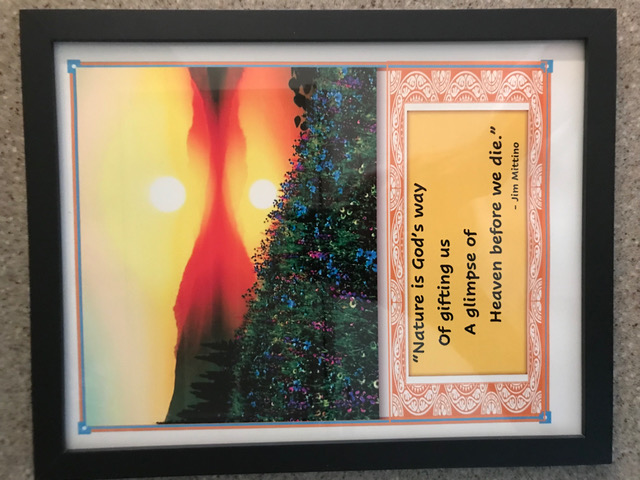 “Nature is God's way
Of gifting us
A glimpse of
Heaven before we die.”
- Jim Mittino